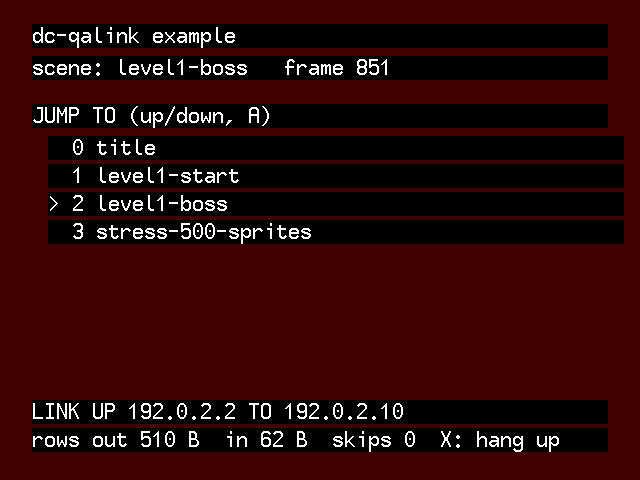 dc-qalink example
scene: level1-boss   frame 851
JUMP TO (up/down, A)
0 title
1 level1-start
> 2 level1-boss
3 stress-500-sprites
LINK UP 192.0.2.2 TO 192.0.2.10
rows out 510 B  in 62 B  skips 0  X: hang up